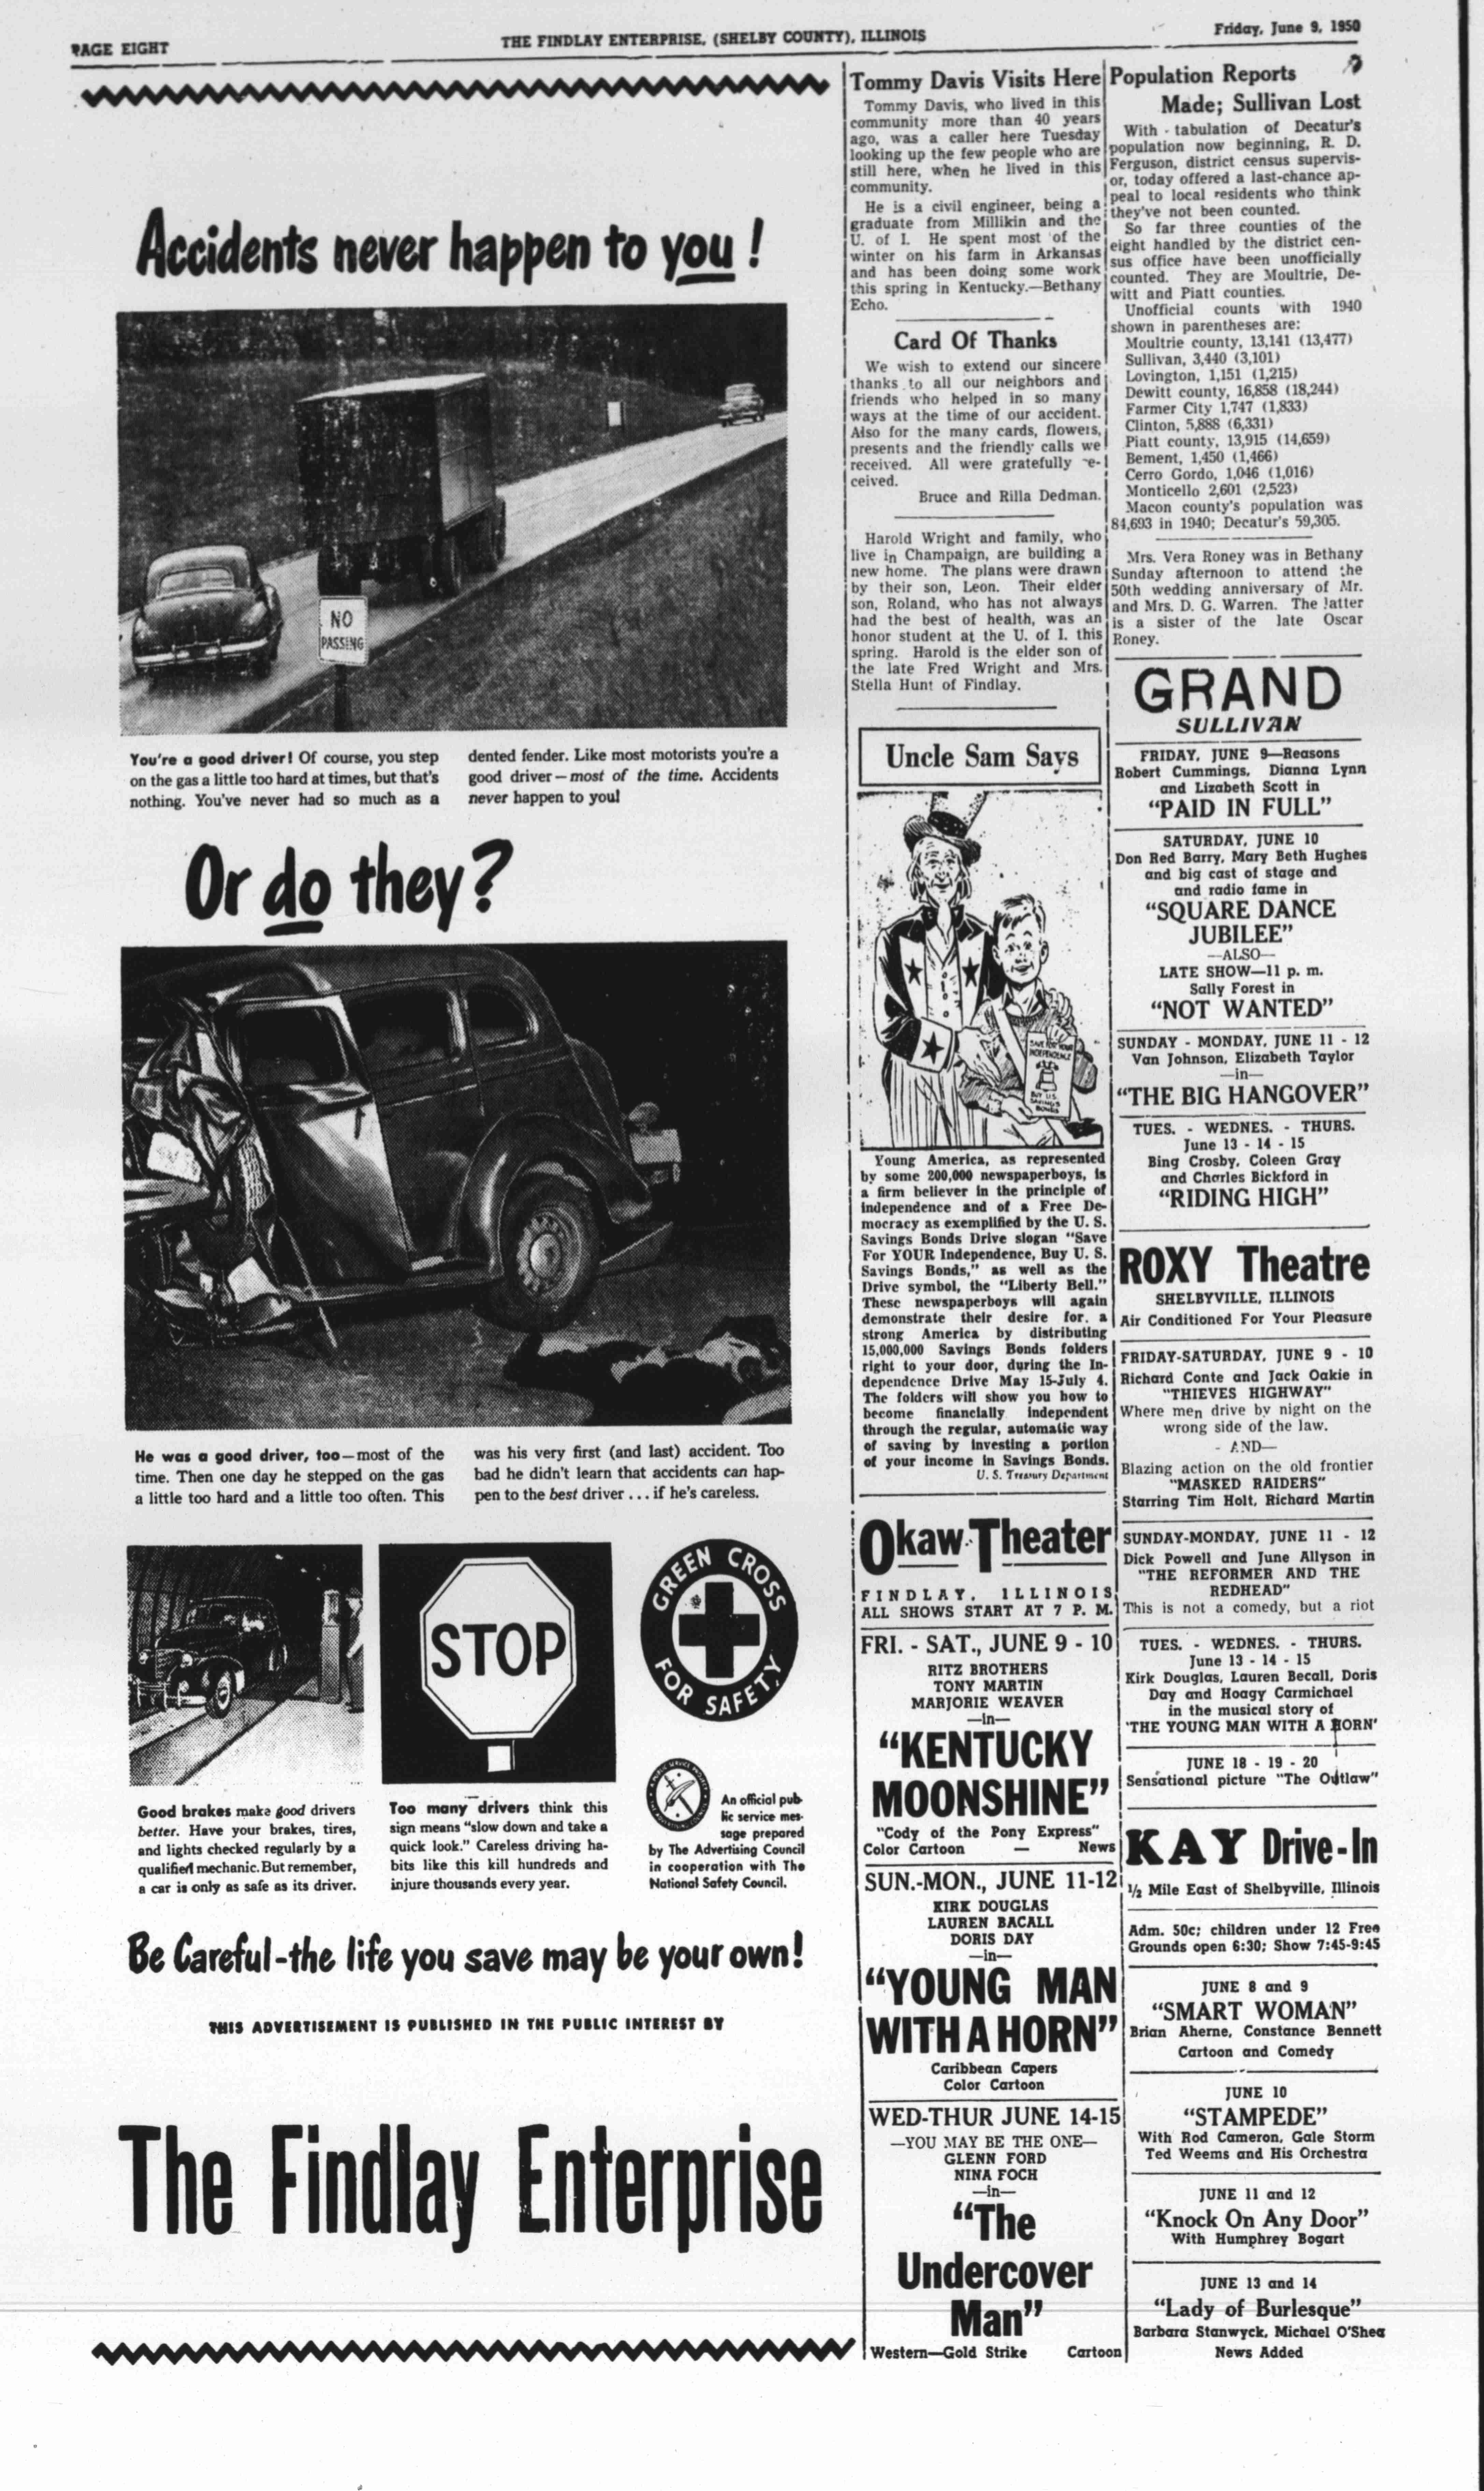 PAGE EIGHT
THE FINDLAY ENTERPRISE, (SHELBY COUNTY), ILLINOIS
Friday, June 9, 1950
Accidents never happen to you!
NO
PASSING
You're a good driver! Of course, you step
on the gas a little too hard at times, but that's
nothing. You've never had so much as a
dented fender. Like most motorists you're a
good driver—most of the time. Accidents
never happen to you!
Or do they?
He was a good driver, too—most of the
time. Then one day he stepped on the gas
a little too hard and a little too often. This
was his very first (and last) accident. Too
bad he didn't learn that accidents can hap-
pen to the best driver ... if he's careless.
STOP
GREEN CROSS
FOR SAFETY
Good brakes make good drivers
better. Have your brakes, tires,
and lights checked regularly by a
qualified mechanic. But remember,
a car is only as safe as its driver.
Too many drivers think this
sign means "slow down and take a
quick look." Careless driving ha-
bits like this kill hundreds and
injure thousands every year.
An official pub-
lic service mes-
sage prepared
by The Advertising Council
in cooperation with The
National Safety Council.
Be Careful-the life you save may be your own!
THIS ADVERTISEMENT IS PUBLISHED IN THE PUBLIC INTEREST BY
The Findlay Enterprise
Tommy Davis Visits Here
Tommy Davis, who lived in this
community more than 40 years
ago, was a caller here Tuesday
looking up the few people who are
still here, when he lived in this
community.
He is a civil engineer, being a
graduate from Millikin and the
U. of I. He spent most of the
winter on his farm in Arkansas
and has been doing some work
this spring in Kentucky.—Bethany
Echo.
Card Of Thanks
We wish to extend our sincere
thanks to all our neighbors and
friends who helped in so many
ways at the time of our accident.
Also for the many cards, flowers,
presents and the friendly calls we
received. All were gratefully re-
ceived.
Bruce and Rilla Dedman.
Harold Wright and family, who
live in Champaign, are building a
new home. The plans were drawn
by their son, Leon. Their elder
son, Roland, who has not always
had the best of health, was an
honor student at the U. of I. this
spring. Harold is the elder son of
the late Fred Wright and Mrs.
Stella Hunt of Findlay.
Uncle Sam Says
SAVE FOR YOUR
INDEPENDENCE
BUY U.S.
SAVINGS
BONDS
Young America, as represented
by some 200,000 newspaperboys, is
a firm believer in the principle of
independence and of a Free De-
mocracy as exemplified by the U. S.
Savings Bonds Drive slogan "Save
For YOUR Independence, Buy U. S.
Savings Bonds," as well as the
Drive symbol, the "Liberty Bell."
These newspaperboys will again
demonstrate their desire for a
strong America by distributing
15,000,000 Savings Bonds folders
right to your door, during the In-
dependence Drive May 15-July 4.
The folders will show you how to
become financially independent
through the regular, automatic way
of saving by investing a portion
of your income in Savings Bonds.
U. S. Treasury Department
Okaw Theater
FINDLAY, ILLINOIS
ALL SHOWS START AT 7 P. M.
FRI. - SAT., JUNE 9 - 10
RITZ BROTHERS
TONY MARTIN
MARJORIE WEAVER
—in—
"KENTUCKY
MOONSHINE"
"Cody of the Pony Express"
Color Cartoon — News
SUN.-MON., JUNE 11-12
KIRK DOUGLAS
LAUREN BACALL
DORIS DAY
—in—
"YOUNG MAN
WITH A HORN"
Caribbean Capers
Color Cartoon
WED-THUR JUNE 14-15
—YOU MAY BE THE ONE—
GLENN FORD
NINA FOCH
—in—
"The
Undercover
Man"
Western—Gold Strike Cartoon
Population Reports
Made; Sullivan Lost
With - tabulation of Decatur's
population now beginning, R. D.
Ferguson, district census supervis-
or, today offered a last-chance ap-
peal to local residents who think
they've not been counted.
So far three counties of the
eight handled by the district cen-
sus office have been unofficially
counted. They are Moultrie, De-
witt and Piatt counties.
Unofficial counts with 1940
shown in parentheses are:
Moultrie county, 13,141 (13,477)
Sullivan, 3,440 (3,101)
Lovington, 1,151 (1,215)
Dewitt county, 16,858 (18,244)
Farmer City 1,747 (1,833)
Clinton, 5,888 (6,331)
Piatt county, 13,915 (14,659)
Bement, 1,450 (1,466)
Cerro Gordo, 1,046 (1,016)
Monticello 2,601 (2,523)
Macon county's population was
84,693 in 1940; Decatur's 59,305.
Mrs. Vera Roney was in Bethany
Sunday afternoon to attend the
50th wedding anniversary of Mr.
and Mrs. D. G. Warren. The latter
is a sister of the late Oscar
Roney.
GRAND
SULLIVAN
FRIDAY, JUNE 9—Reasons
Robert Cummings, Dianna Lynn
and Lizabeth Scott in
"PAID IN FULL"
SATURDAY, JUNE 10
Don Red Barry, Mary Beth Hughes
and big cast of stage and
and radio fame in
"SQUARE DANCE
JUBILEE"
—ALSO—
LATE SHOW—11 p. m.
Sally Forest in
"NOT WANTED"
SUNDAY - MONDAY, JUNE 11 - 12
Van Johnson, Elizabeth Taylor
—in—
"THE BIG HANGOVER"
TUES. - WEDNES. - THURS.
June 13 - 14 - 15
Bing Crosby, Coleen Gray
and Charles Bickford in
"RIDING HIGH"
ROXY Theatre
SHELBYVILLE, ILLINOIS
Air Conditioned For Your Pleasure
FRIDAY-SATURDAY, JUNE 9 - 10
Richard Conte and Jack Oakie in
"THIEVES HIGHWAY"
Where men drive by night on the
wrong side of the law.
- AND—
Blazing action on the old frontier
"MASKED RAIDERS"
Starring Tim Holt, Richard Martin
SUNDAY-MONDAY, JUNE 11 - 12
Dick Powell and June Allyson in
"THE REFORMER AND THE
REDHEAD"
This is not a comedy, but a riot
TUES. - WEDNES. - THURS.
June 13 - 14 - 15
Kirk Douglas, Lauren Becall, Doris
Day and Hoagy Carmichael
in the musical story of
'THE YOUNG MAN WITH A HORN'
JUNE 18 - 19 - 20
Sensational picture "The Outlaw"
KAY Drive-In
½ Mile East of Shelbyville, Illinois
Adm. 50c; children under 12 Free
Grounds open 6:30; Show 7:45-9:45
JUNE 8 and 9
"SMART WOMAN"
Brian Aherne, Constance Bennett
Cartoon and Comedy
JUNE 10
"STAMPEDE"
With Rod Cameron, Gale Storm
Ted Weems and His Orchestra
JUNE 11 and 12
"Knock On Any Door"
With Humphrey Bogart
JUNE 13 and 14
"Lady of Burlesque"
Barbara Stanwyck, Michael O'Shea
News Added